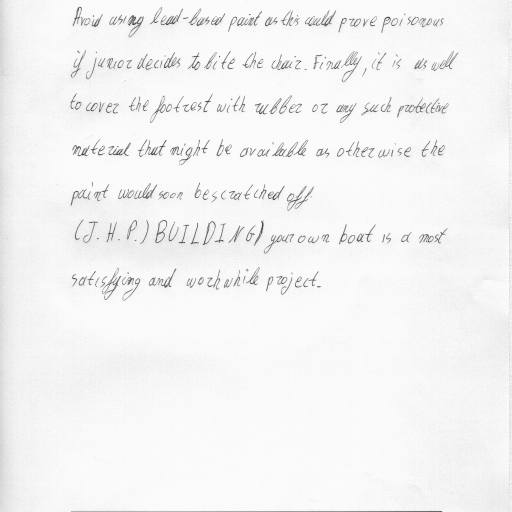 Avoid using lead-based paint as this could prove poisonous
if junior decides to bite the chair. Finally, it is as well
to cover the footrest with rubber or any such protective
material that might be available as otherwise the
paint would soon be scratched off.
(J. H. P.) BUILDING) your own boat is a most
satisfying and worhwhile project.